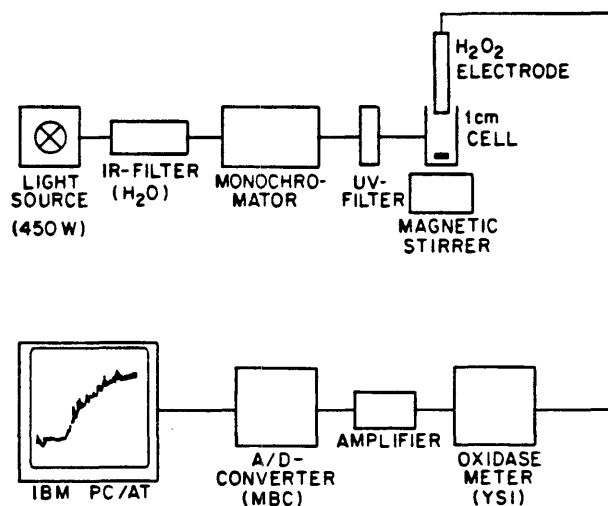 H₂O₂
ELECTRODE
1cm
CELL
LIGHT
SOURCE
(450W)
IR-FILTER
(H₂O)
MONOCHRO-
MATOR
UV-
FILTER
MAGNETIC
STIRRER
IBM PC/AT
A/D-
CONVERTER
(MBC)
AMPLIFIER
OXIDASE
METER
(YSI)